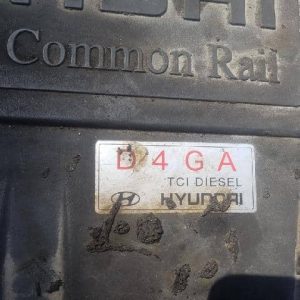 Common Rail
D4GA
TCI DIESEL
HYUNDAI